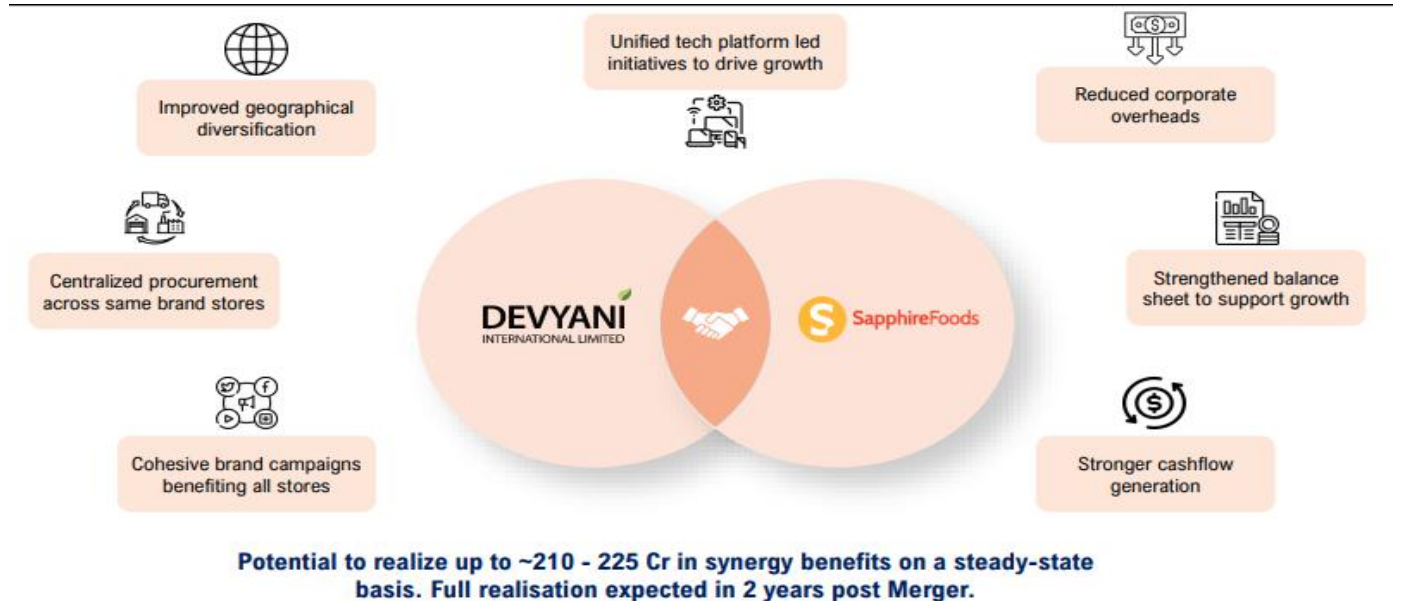 Unified tech platform led
initiatives to drive growth
Improved geographical
diversification
Reduced corporate
overheads
Centralized procurement
across same brand stores
DEVYANI
INTERNATIONAL LIMITED
SapphireFoods
Strengthened balance
sheet to support growth
Cohesive brand campaigns
benefiting all stores
Stronger cashflow
generation
Potential to realize up to ~210 - 225 Cr in synergy benefits on a steady-state
basis. Full realisation expected in 2 years post Merger.